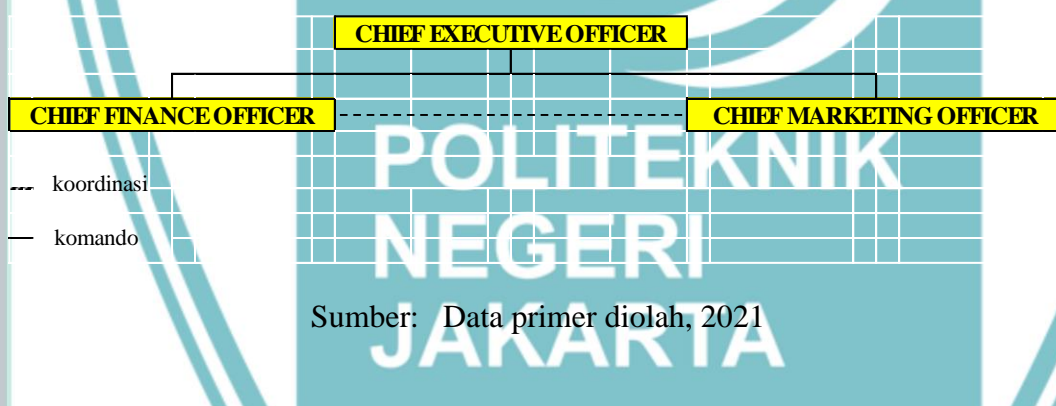 CHIEF EXECUTIVE OFFICER
CHIEF FINANCE OFFICER
CHIEF MARKETING OFFICER
POLITEKNIK
koordinasi
komando
NEGERI
Sumber: Data primer diolah, 2021
JAKARTA